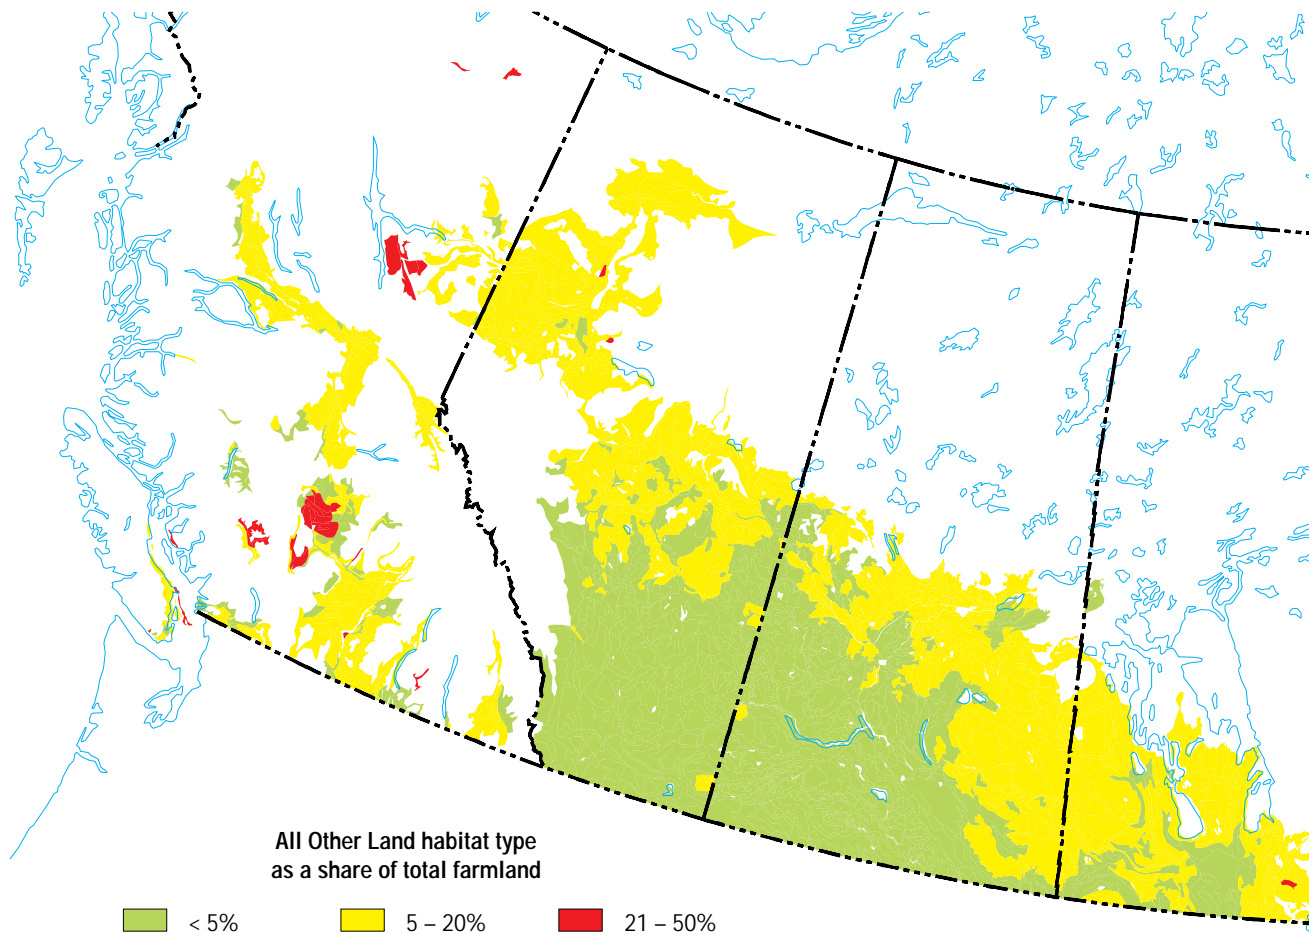 All Other Land habitat type
as a share of total farmland
< 5%
5 – 20%
21 – 50%